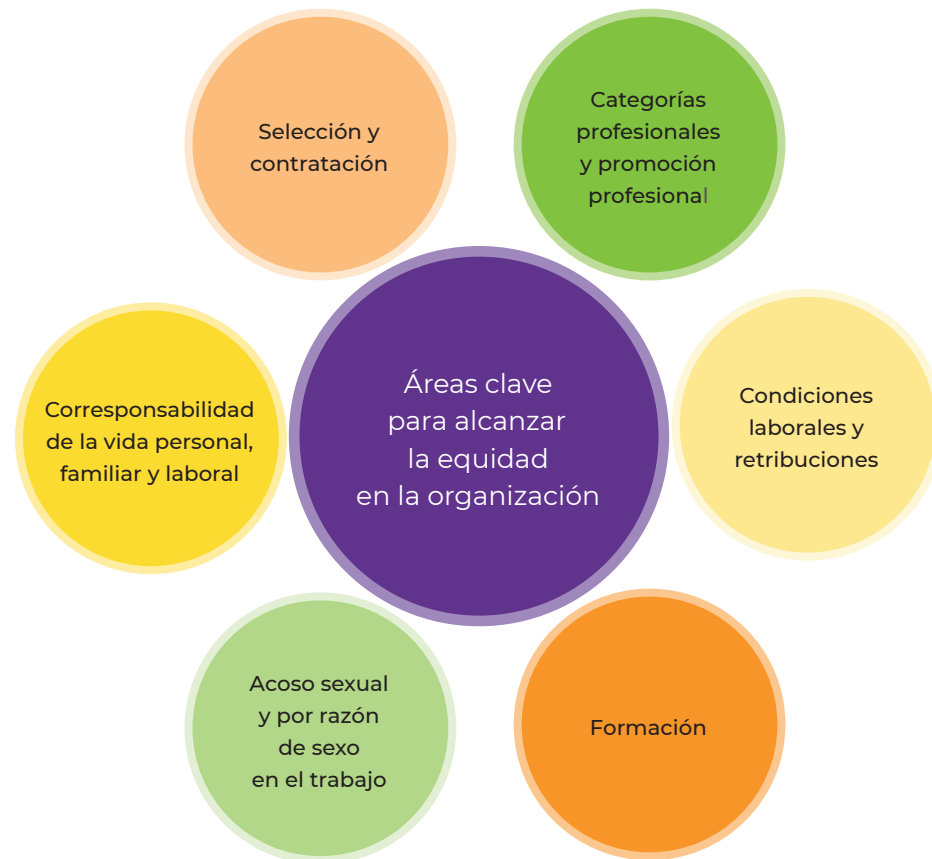 Selección y
contratación
Categorías
profesionales
y promoción
profesional
Corresponsabilidad
de la vida personal,
familiar y laboral
Áreas clave
para alcanzar
la equidad
en la organización
Condiciones
laborales y
retribuciones
Acoso sexual
y por razón
de sexo
en el trabajo
Formación